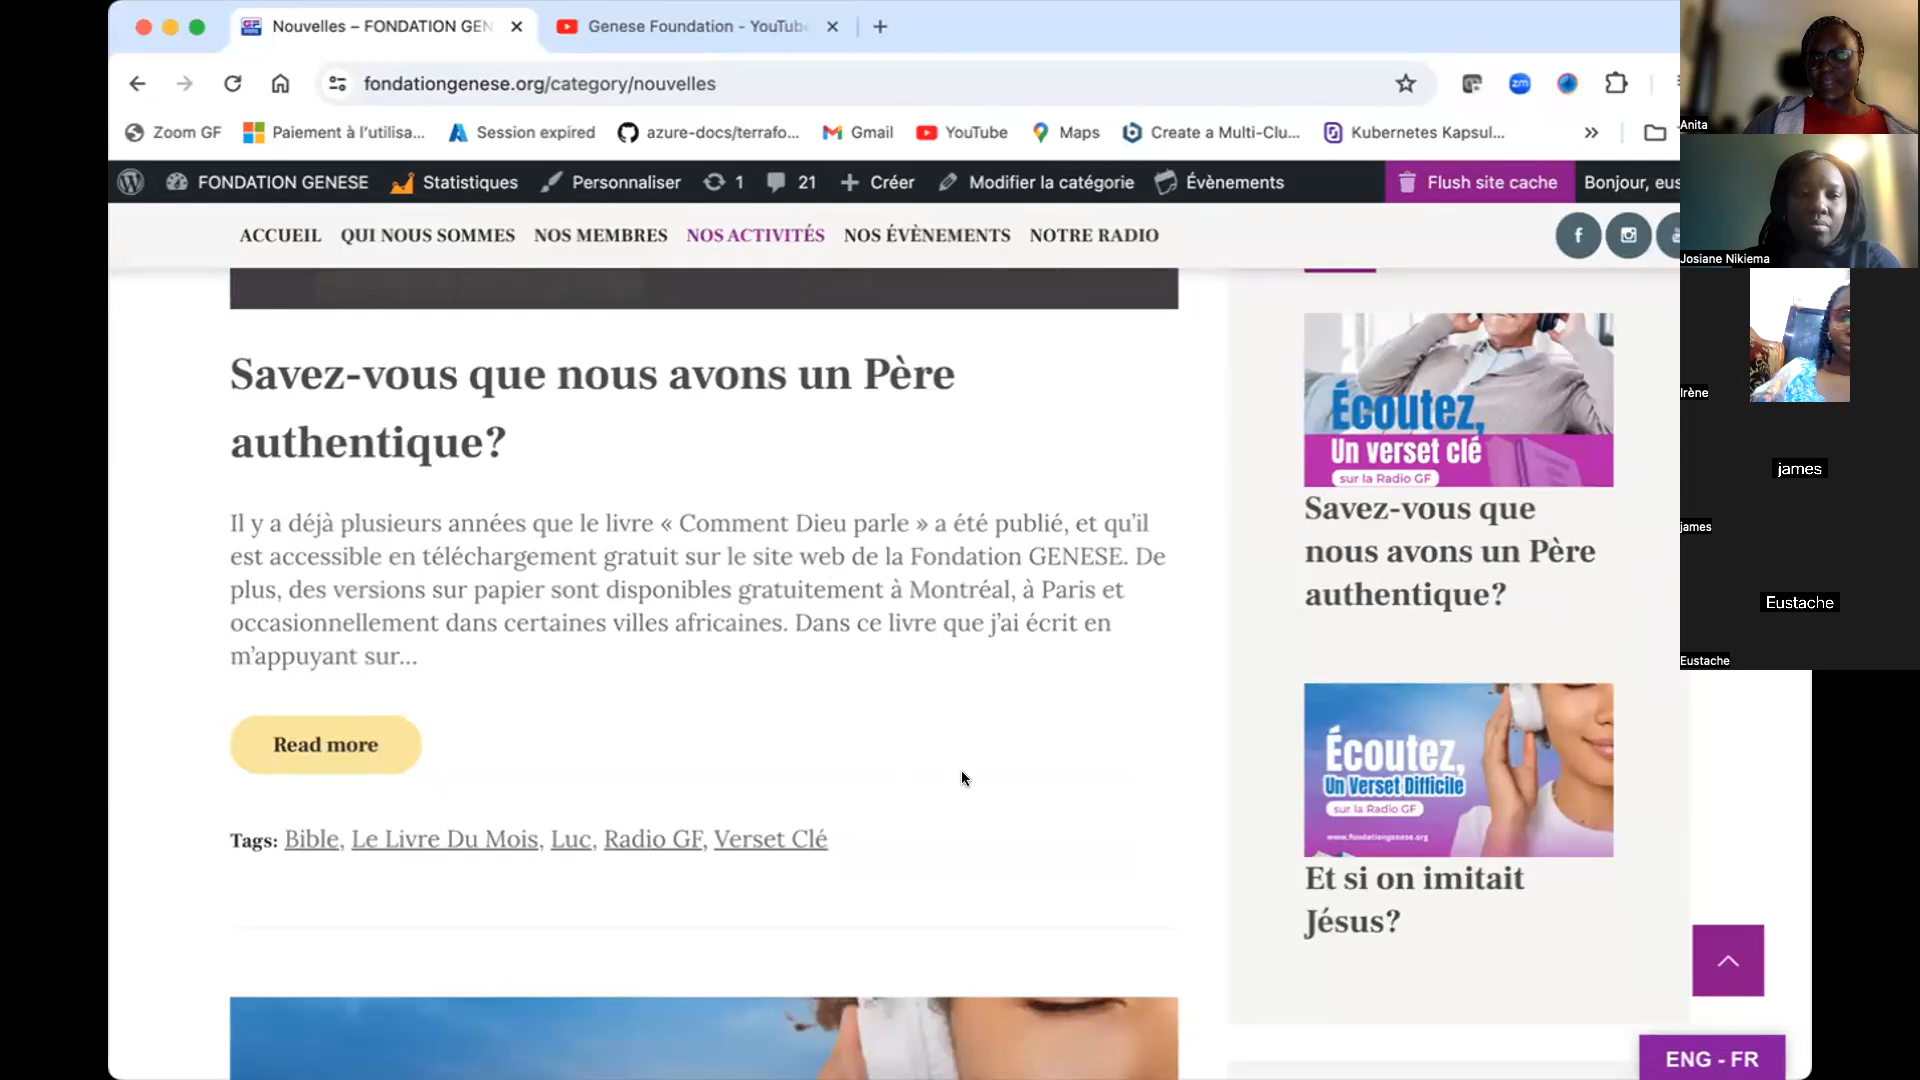 Nouvelles – FONDATION GEN
Genese Foundation - YouTub
fondationgenese.org/category/nouvelles
zm
Zoom GF
Paiement à l'utilisa...
Session expired
azure-docs/terrafo...
Gmail
YouTube
Maps
Create a Multi-Clu...
Kubernetes Kapsul...
FONDATION GENESE
Statistiques
Personnaliser
1
21
Créer
Modifier la catégorie
Évènements
Flush site cache
Bonjour, eus
ACCUEIL
QUI NOUS SOMMES
NOS MEMBRES
NOS ACTIVITÉS
NOS ÉVÈNEMENTS
NOTRE RADIO
Savez-vous que nous avons un Père
authentique?
Il y a déjà plusieurs années que le livre « Comment Dieu parle » a été publié, et qu'il
est accessible en téléchargement gratuit sur le site web de la Fondation GENESE. De
plus, des versions sur papier sont disponibles gratuitement à Montréal, à Paris et
occasionnellement dans certaines villes africaines. Dans ce livre que j'ai écrit en
m'appuyant sur...
Read more
Tags: Bible, Le Livre Du Mois, Luc, Radio GF, Verset Clé
Écoutez,
Un verset clé
sur la Radio GF
Savez-vous que
nous avons un Père
authentique?
Écoutez,
Un Verset Difficile
sur la Radio GF
www.fondationgenese.org
Et si on imitait
Jésus?
ENG - FR
Anita
Josiane Nikiema
Irène
james
james
Eustache
Eustache